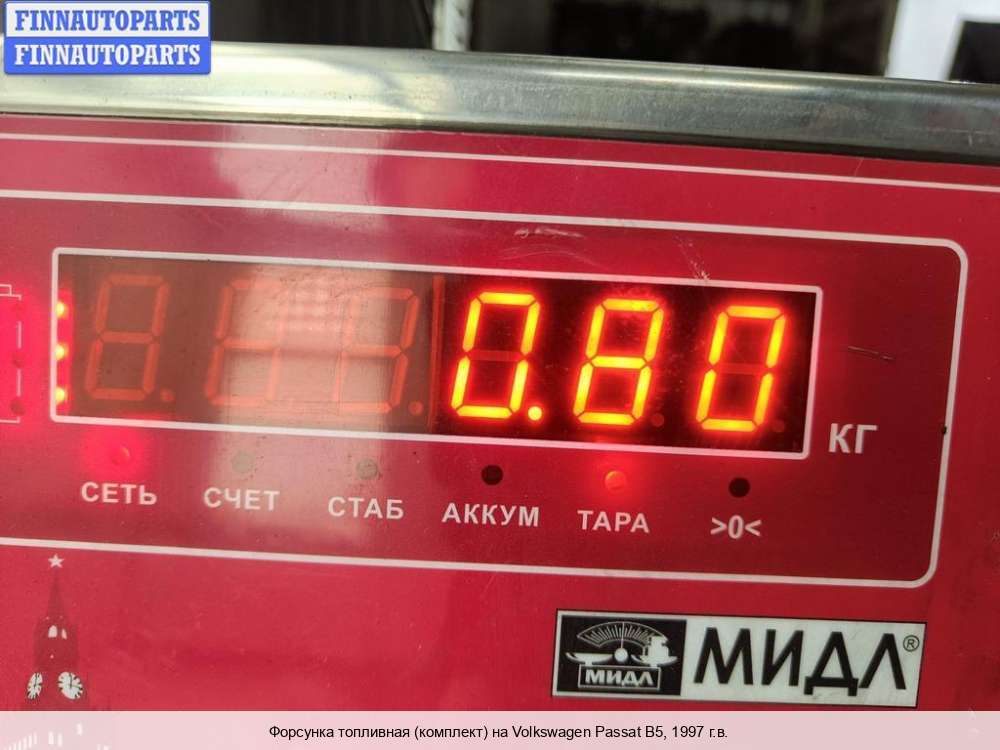 FINNAUTOPARTS
FINNAUTOPARTS
0.80
КГ
СЕТЬ СЧЕТ СТАБ АККУМ ТАРА >0<
МИДЛ
МИДЛ®
Форсунка топливная (комплект) на Volkswagen Passat B5, 1997 г.в.